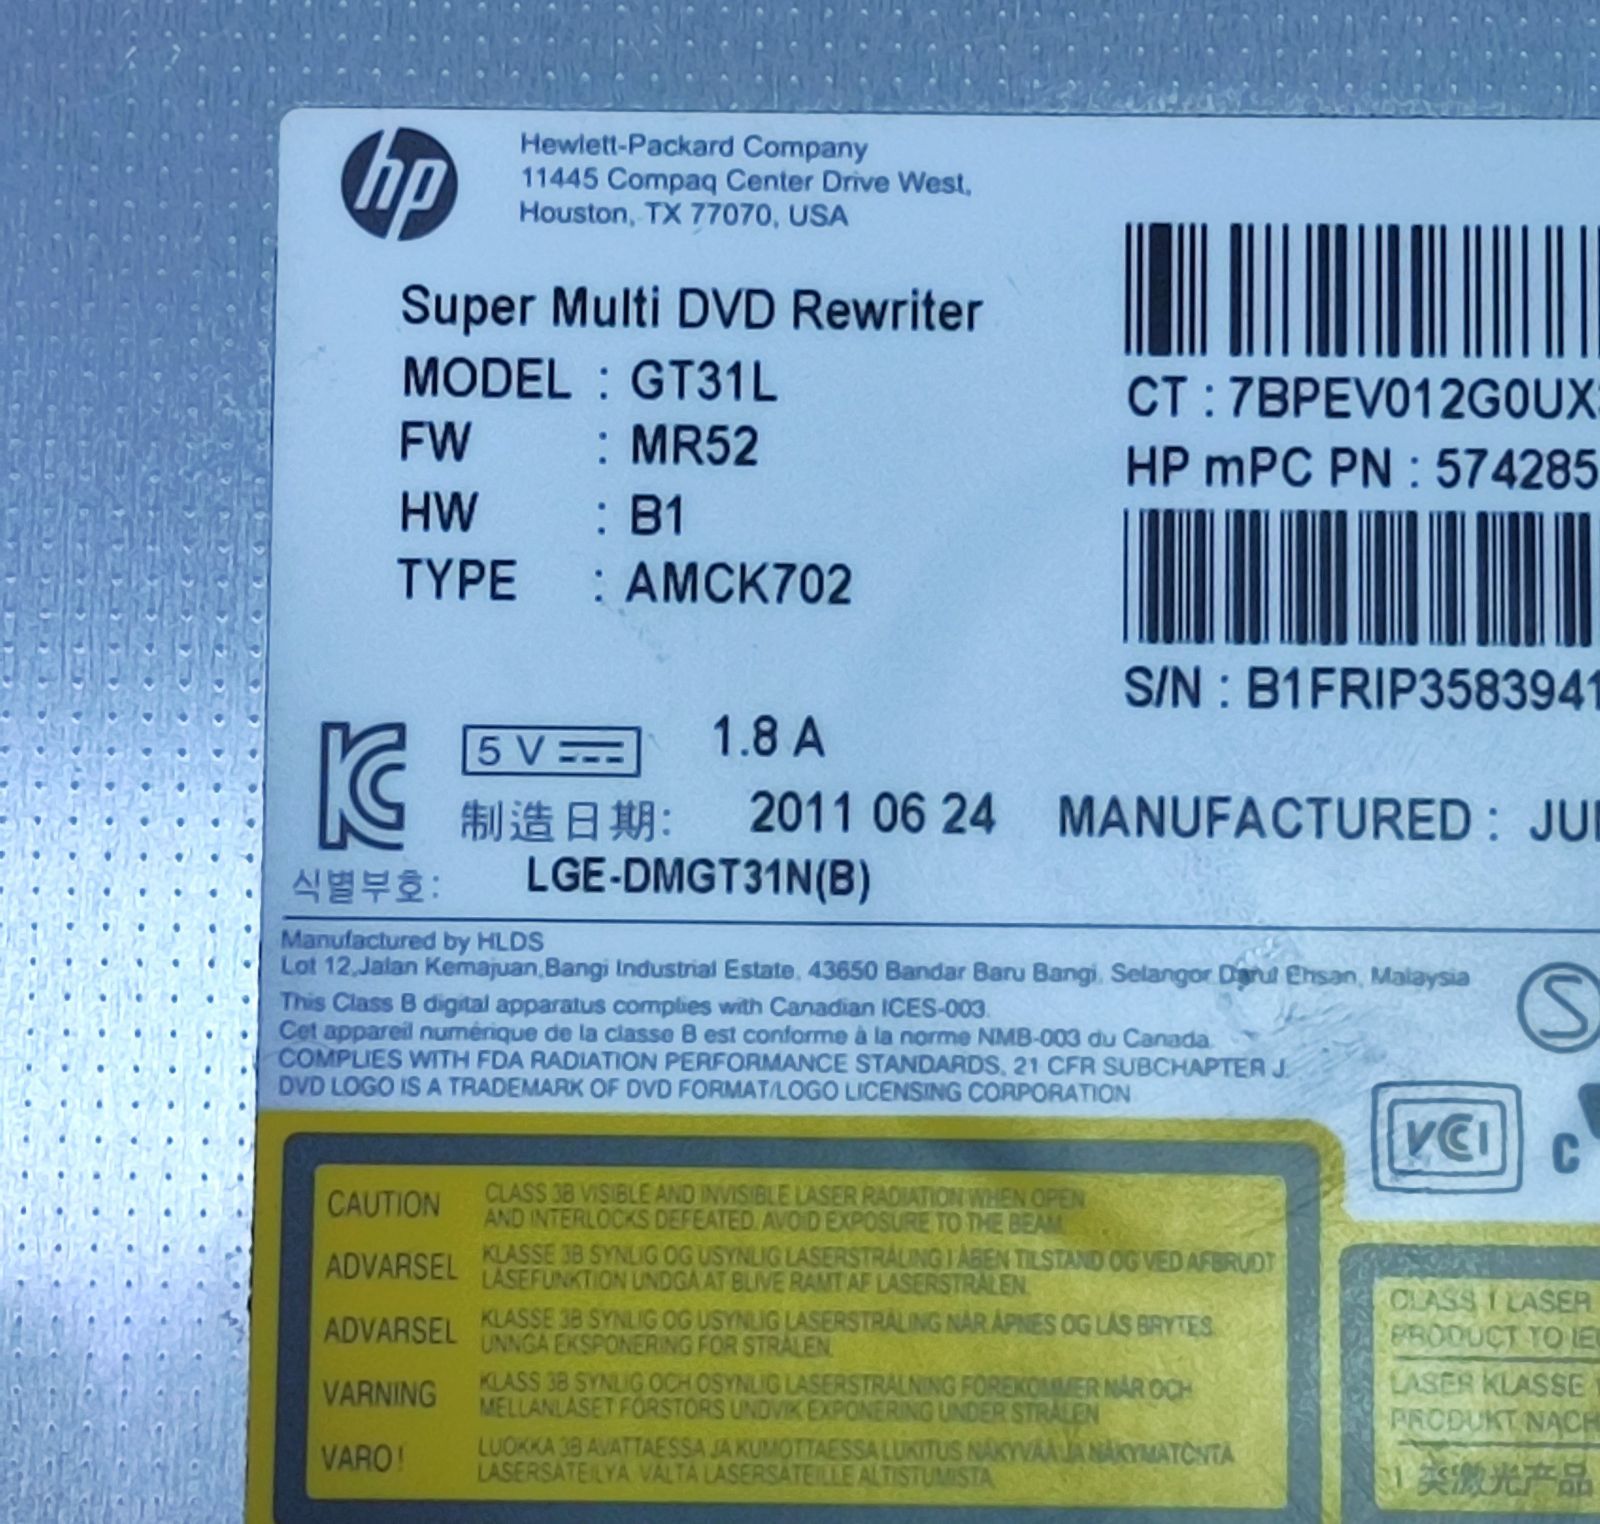 hp
Hewlett-Packard Company
11445 Compaq Center Drive West,
Houston, TX 77070, USA
Super Multi DVD Rewriter
MODEL : GT31L
FW : MR52
HW : B1
TYPE : AMCK702
CT : 7BPEV012G0UX
HP mPC PN : 574285
S/N : B1FRIP3583941
5 V 1.8 A
制造日期: 2011 06 24 MANUFACTURED : JU
식별부호: LGE-DMGT31N(B)
Manufactured by HLDS
Lot 12,Jalan Kemajuan,Bangi Industrial Estate, 43650 Bandar Baru Bangi, Selangor Darul Ehsan, Malaysia
This Class B digital apparatus complies with Canadian ICES-003.
Cet appareil numérique de la classe B est conforme à la norme NMB-003 du Canada.
COMPLIES WITH FDA RADIATION PERFORMANCE STANDARDS, 21 CFR SUBCHAPTER J.
DVD LOGO IS A TRADEMARK OF DVD FORMAT/LOGO LICENSING CORPORATION
VCCI
C
CAUTION CLASS 3B VISIBLE AND INVISIBLE LASER RADIATION WHEN OPEN
AND INTERLOCKS DEFEATED. AVOID EXPOSURE TO THE BEAM.
ADVARSEL KLASSE 3B SYNLIG OG USYNLIG LASERSTRÅLING I ÅBEN TILSTAND OG VED AFBRUDT
LÅSEFUNKTION UNDGÅ AT BLIVE RAMT AF LASERSTRÅLEN.
ADVARSEL KLASSE 3B SYNLIG OG USYNLIG LASERSTRÅLING NÅR ÅPNES OG LÅS BRYTES
UNNGÅ EKSPONERING FOR STRÅLEN.
VARNING KLASS 3B SYNLIG OCH OSYNLIG LASERSTRÅLNING FÖREKOMMER NÄR OCH
MELLANLÅSET FÖRSTÖRS UNDVIK EXPONERING UNDER STRÅLEN
VARO! LUOKKA 3B AVATTAESSA JA KUMOTTAESSA LUKITUS NÄKYVÄÄ JA NÄKYMÄTÖNTÄ
LASERSÄTEILYÄ. VÄLTÄ LASERSÄTEILLE ALTISTUMISTA
CLASS 1 LASER
PRODUCT TO IE
LASER KLASSE 1
PRODUKT NACH
1 类激光产品